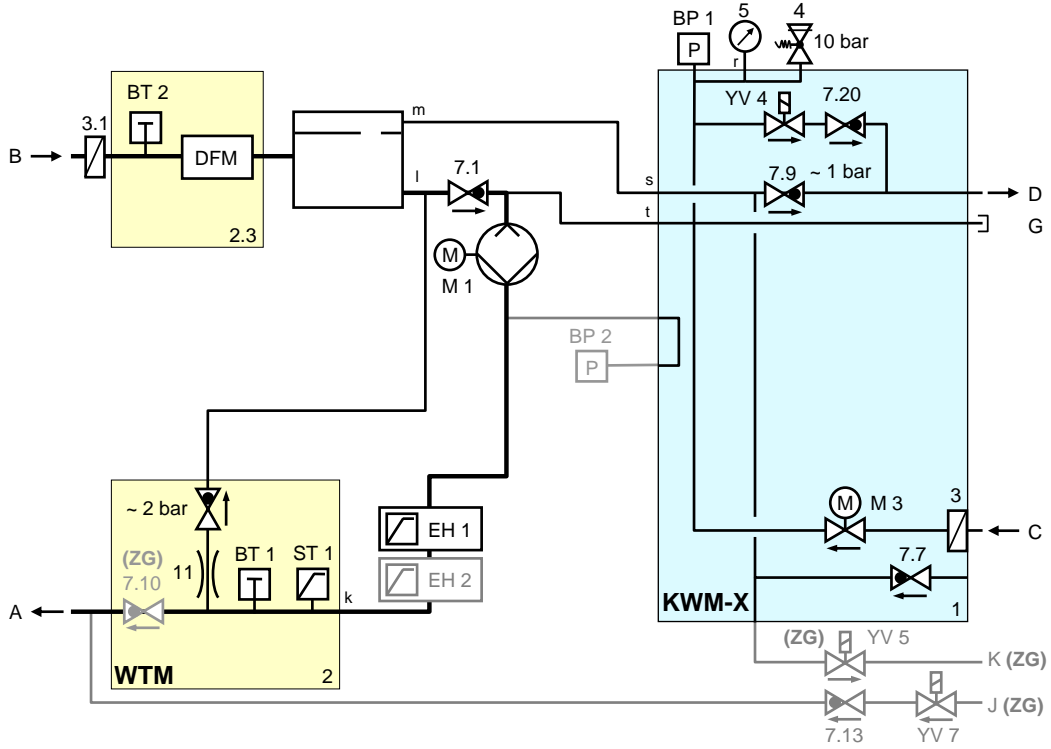 BP 1
5
4
P
10 bar
r
BT 2
YV 4
7.20
3.1
m
B
DFM
7.1
7.9
~ 1 bar
l
s
D
t
G
2.3
M
M 1
BP 2
P
~ 2 bar
M
M 3
3
EH 1
C
(ZG)
11
BT 1
ST 1
7.10
EH 2
7.7
k
A
KWM-X
1
WTM
2
(ZG)
YV 5
K (ZG)
J (ZG)
7.13
YV 7